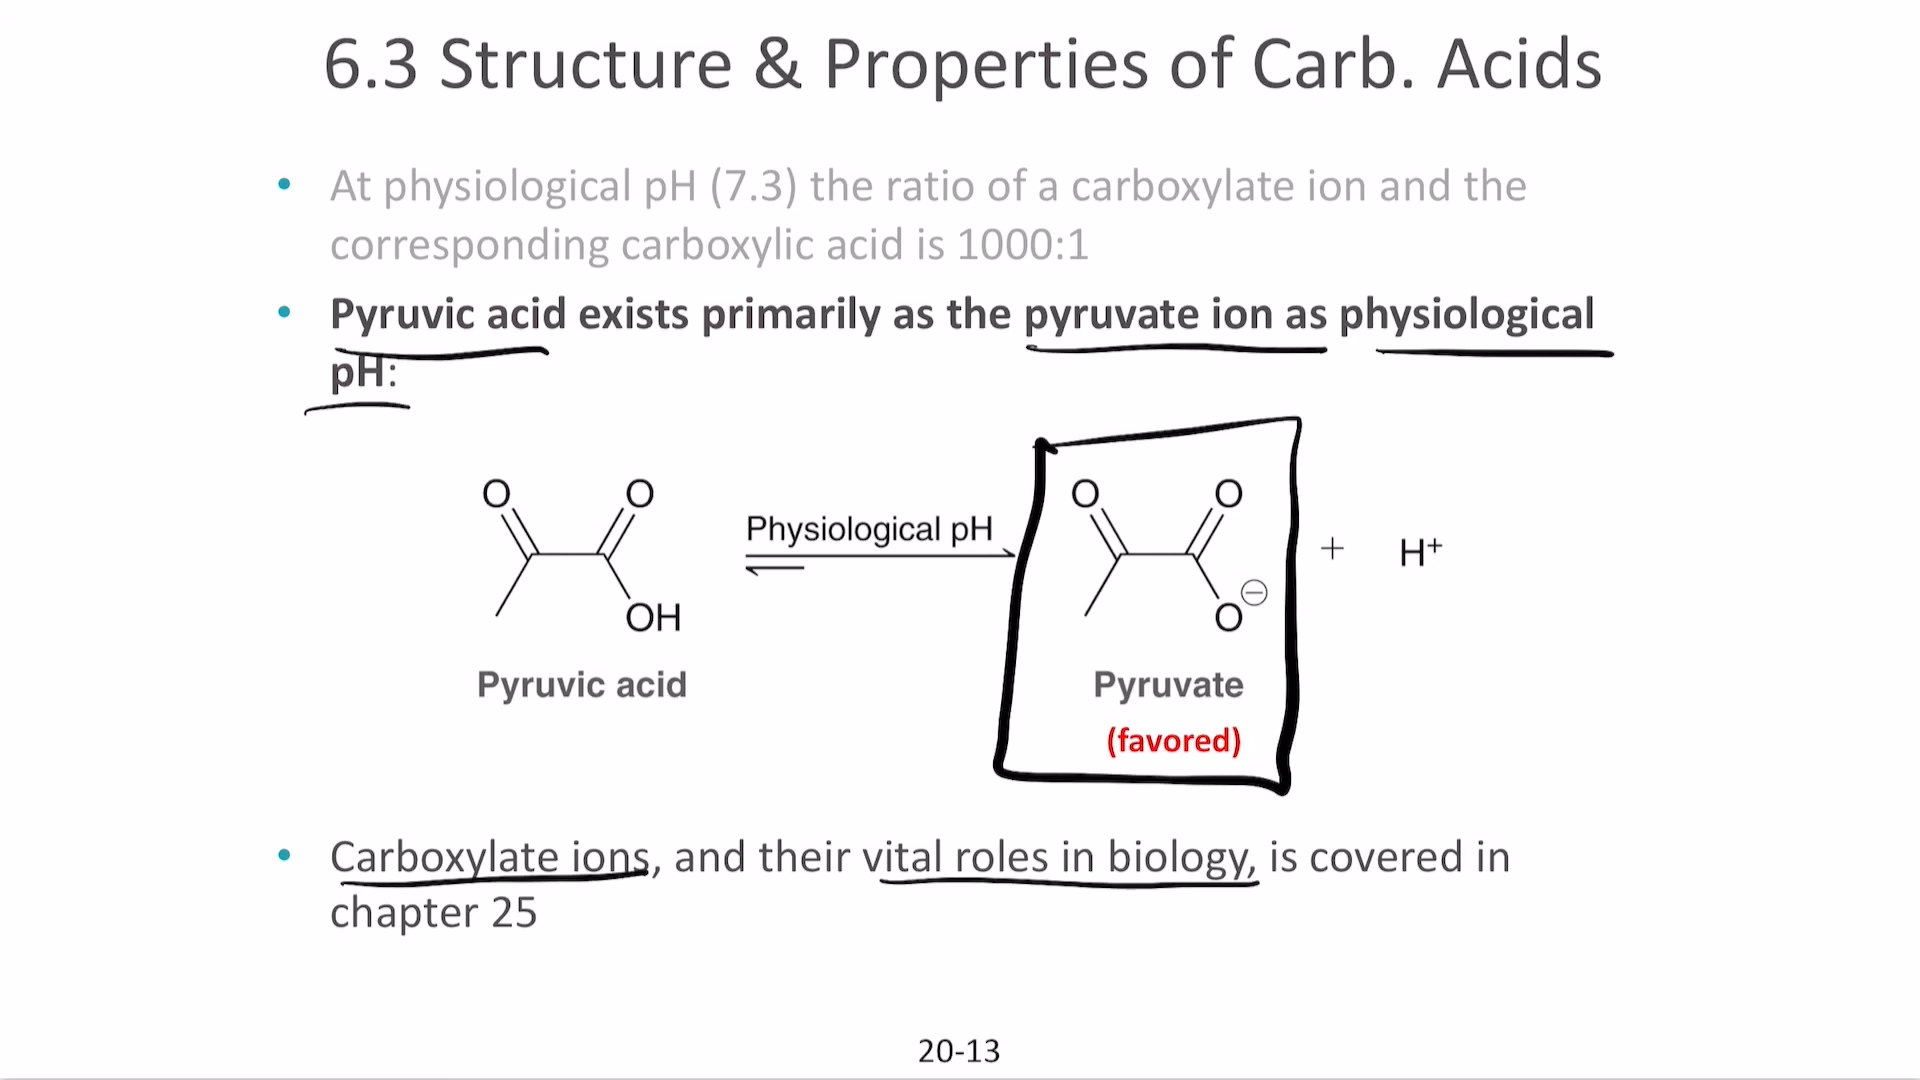 6.3 Structure & Properties of Carb. Acids
• At physiological pH (7.3) the ratio of a carboxylate ion and the
corresponding carboxylic acid is 1000:1
• Pyruvic acid exists primarily as the pyruvate ion as physiological
pH:
O O O O
Physiological pH
+ H⁺
OH O⊖
Pyruvic acid Pyruvate
(favored)
• Carboxylate ions, and their vital roles in biology, is covered in
chapter 25
20-13